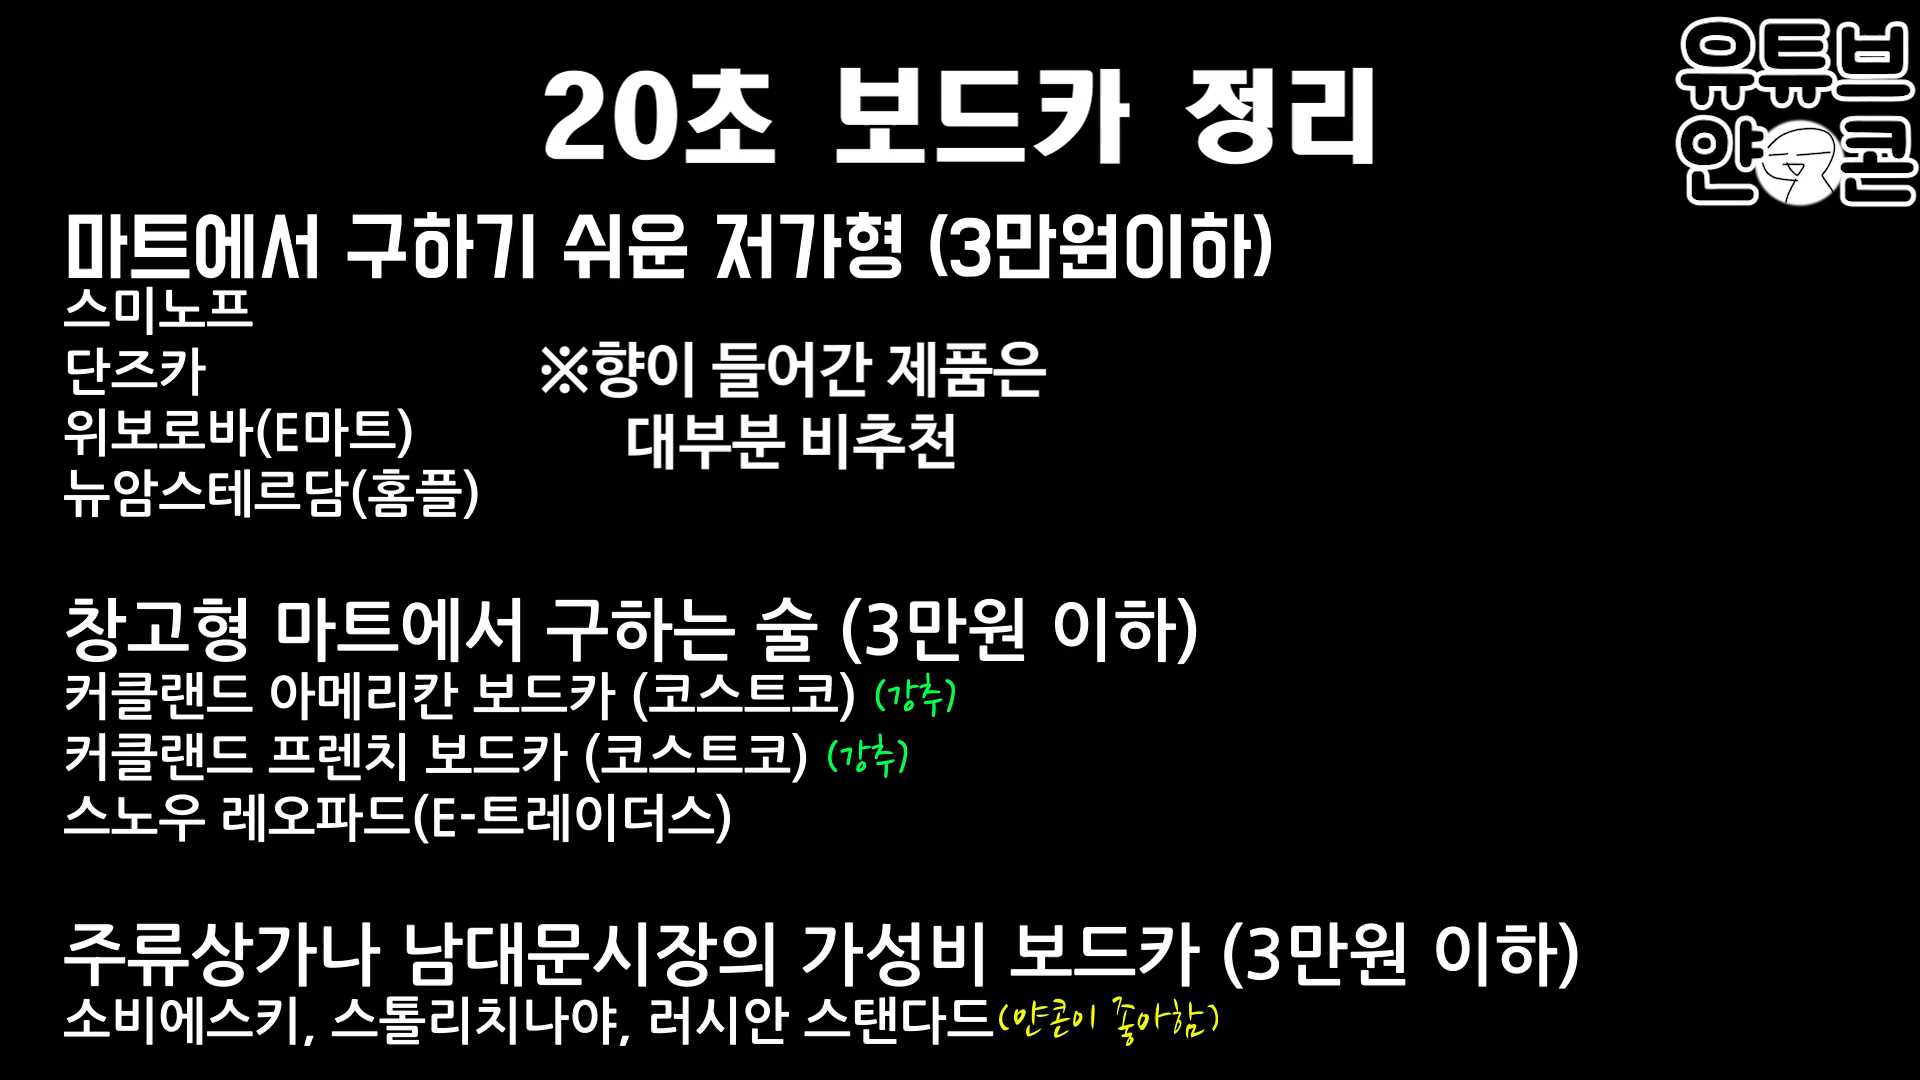 20초 보드카 정리
유튜브
얀콘
마트에서 구하기 쉬운 저가형 (3만원이하)
스미노프
단즈카
위보로바(E마트)
뉴암스테르담(홈플)
※향이 들어간 제품은
대부분 비추천
창고형 마트에서 구하는 술 (3만원 이하)
커클랜드 아메리칸 보드카 (코스트코) (강추)
커클랜드 프렌치 보드카 (코스트코) (강추)
스노우 레오파드(E-트레이더스)
주류상가나 남대문시장의 가성비 보드카 (3만원 이하)
소비에스키, 스톨리치나야, 러시안 스탠다드(얀콘이 좋아함)